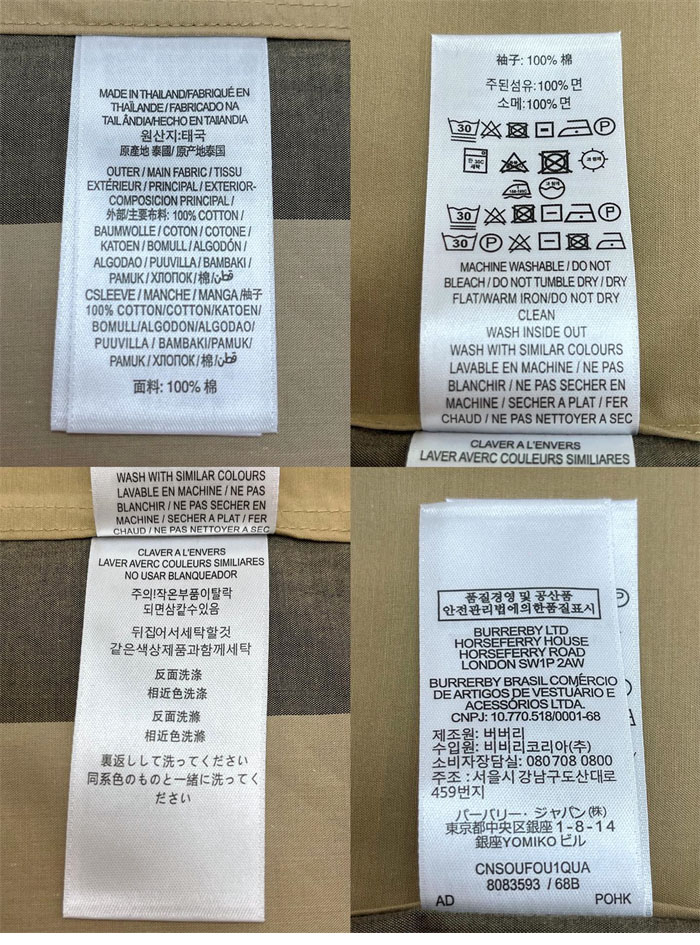 MADE IN THAILAND/FABRIQUÉ EN
THAÏLANDE/FABRICADO NA
TAILÂNDIA/HECHO EN TAIIANDIA
원산지:태국
原產地 泰國/原产地泰国
OUTER / MAIN FABRIC / TISSU
EXTÉRIEUR / PRINCIPAL / EXTERIOR-
COMPOSICION PRINCIPAL /
外部/主要布料: 100% COTTON /
BAUMWOLLE / COTON / COTONE /
KATOEN / BOMULL / ALGODÓN /
ALGODAO / PUUVILLA / BAMBAKI /
PAMUK / ХЛОПОК / 棉/قطن
CSLEEVE / MANCHE / MANGA /袖子
100% COTTON/COTTON/KATOEN/
BOMULL/ALGODON/ALGODAO/
PUUVILLA / BAMBAKI/PAMUK/
PAMUK / ХЛОПОК / 棉/قطن
面料: 100% 棉
袖子: 100% 棉
주된섬유: 100% 면
소매: 100% 면
30 P
30
30 P
30 P
MACHINE WASHABLE / DO NOT
BLEACH / DO NOT TUMBLE DRY / DRY
FLAT/WARM IRON/DO NOT DRY
CLEAN
WASH INSIDE OUT
WASH WITH SIMILAR COLOURS
LAVABLE EN MACHINE / NE PAS
BLANCHIR / NE PAS SECHER EN
MACHINE / SECHER A PLAT / FER
CHAUD / NE PAS NETTOYER A SEC
CLAVER A L'ENVERS
LAVER AVERC COULEURS SIMILIARES
WASH WITH SIMILAR COLOURS
LAVABLE EN MACHINE / NE PAS
BLANCHIR / NE PAS SECHER EN
MACHINE / SECHER A PLAT / FER
CHAUD / NE PAS NETTOYER A SEC
CLAVER A L'ENVERS
LAVER AVERC COULEURS SIMILIARES
NO USAR BLANQUEADOR
주의!작은부품이탈락
되면삼칼수있음
뒤집어서세탁할것
같은색상제품과함께세탁
反面洗涤
相近色洗涤
反面洗滌
相近色洗滌
裏返しして洗ってください
同系色のものと一緒に洗ってく
ださい
품질경영 및 공산품
안전관리법에의한품질표시
BURRERBY LTD
HORSEFERRY HOUSE
HORSEFERRY ROAD
LONDON SW1P 2AW
BURRERBY BRASIL COMÉRCIO
DE ARTIGOS DE VESTUÁRIO E
ACESSÓRIOS LTDA.
CNPJ: 10.770.518/0001-68
제조원: 버버리
수입원: 비버리코리아(주)
소비자장담실: 080 708 0800
주조 : 서울시 강남구도산대로
459번지
バーバリー・ジャパン(株)
東京都中央区銀座 1-8-14
銀座YOMIKO ビル
CNSOUFOU1QUA
8083593 / 68B
AD POHK